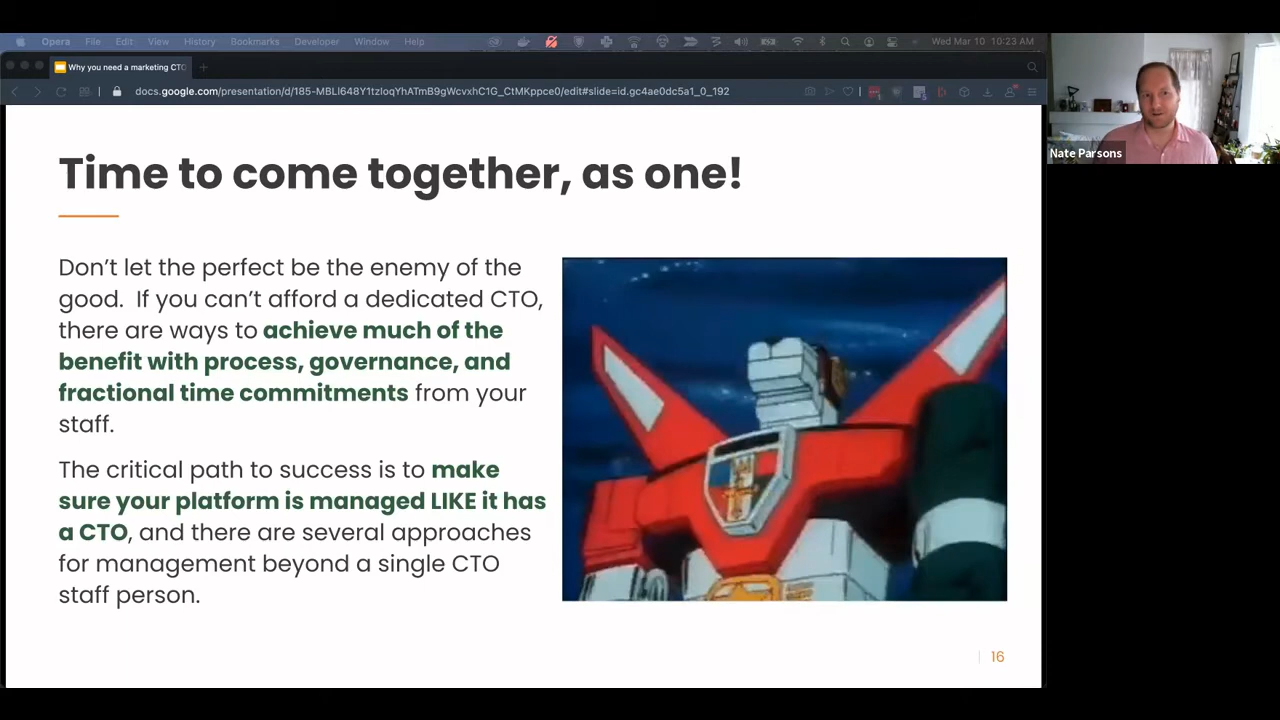 Opera File Edit View History Bookmarks Developer Window Help Wed Mar 10 10:23 AM
Why you need a marketing CTO
docs.google.com/presentation/d/185-MBLl648Y1tzIoqYhATmB9gWcvxhC1G_CtMKppce0/edit#slide=id.gc4ae0dc5a1_0_192
Nate Parsons
Time to come together, as one!
Don’t let the perfect be the enemy of the
good.  If you can’t afford a dedicated CTO,
there are ways to achieve much of the
benefit with process, governance, and
fractional time commitments from your
staff.
The critical path to success is to make
sure your platform is managed LIKE it has
a CTO, and there are several approaches
for management beyond a single CTO
staff person.
16